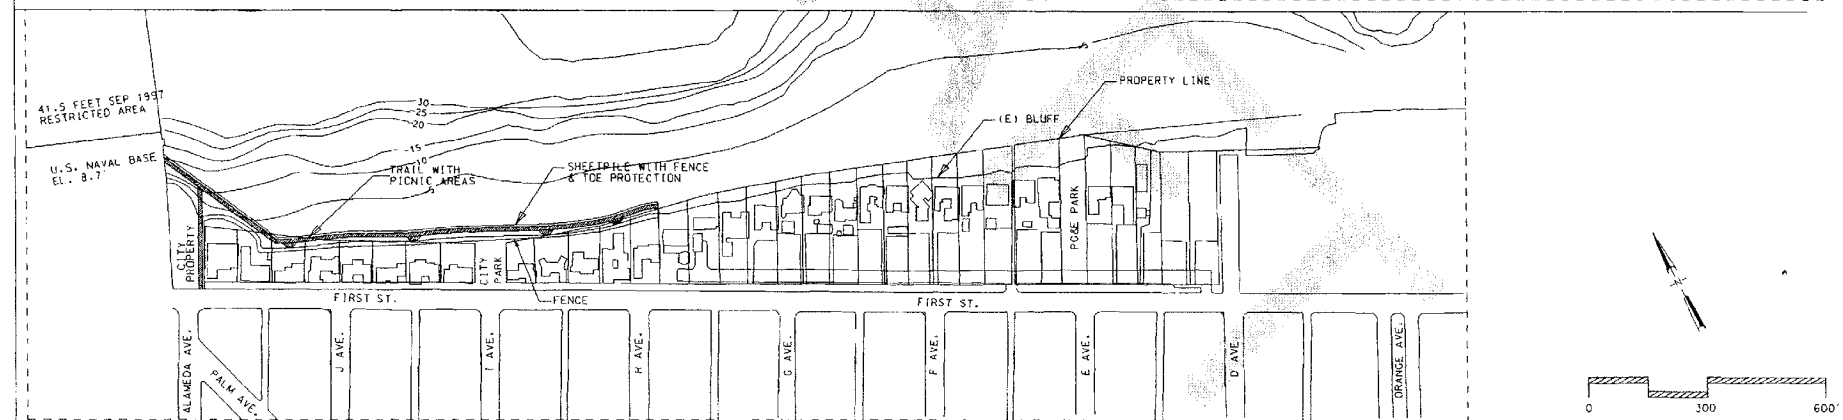 41.5 FEET SEP 1997
RESTRICTED AREA
U.S. NAVAL BASE
EL. 8.7'
30
25
20
-15
10
5
5
TRAIL WITH
PICNIC AREAS
SHEETPILE WITH FENCE
& TOE PROTECTION
(E) BLUFF
PROPERTY LINE
CITY
PROPERTY
CITY
PARK
PG&E PARK
FIRST ST.
FENCE
FIRST ST.
ALAMEDA AVE.
PALM AVE.
J AVE.
I AVE.
H AVE.
G AVE.
F AVE.
E AVE.
D AVE.
ORANGE AVE.
0
300
600'